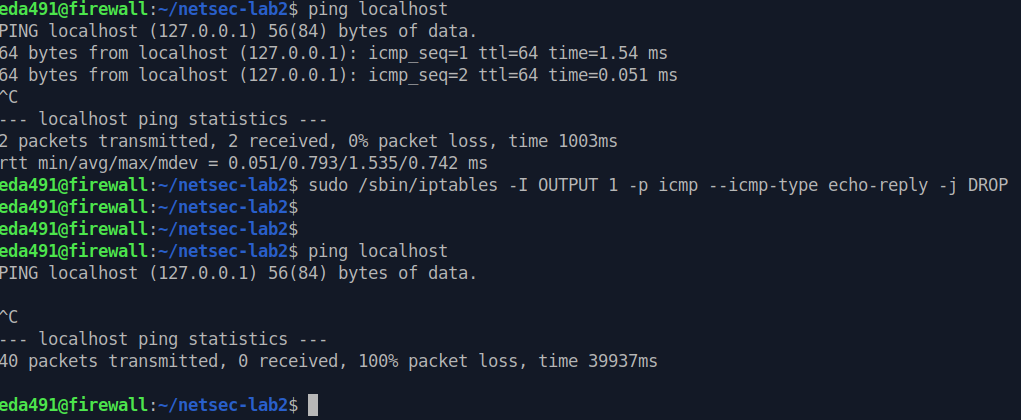 eda491@firewall:~/netsec-lab2$ ping localhost
PING localhost (127.0.0.1) 56(84) bytes of data.
64 bytes from localhost (127.0.0.1): icmp_seq=1 ttl=64 time=1.54 ms
64 bytes from localhost (127.0.0.1): icmp_seq=2 ttl=64 time=0.051 ms
^C
--- localhost ping statistics ---
2 packets transmitted, 2 received, 0% packet loss, time 1003ms
rtt min/avg/max/mdev = 0.051/0.793/1.535/0.742 ms
eda491@firewall:~/netsec-lab2$ sudo /sbin/iptables -I OUTPUT 1 -p icmp --icmp-type echo-reply -j DROP
eda491@firewall:~/netsec-lab2$
eda491@firewall:~/netsec-lab2$
eda491@firewall:~/netsec-lab2$ ping localhost
PING localhost (127.0.0.1) 56(84) bytes of data.
^C
--- localhost ping statistics ---
40 packets transmitted, 0 received, 100% packet loss, time 39937ms
eda491@firewall:~/netsec-lab2$